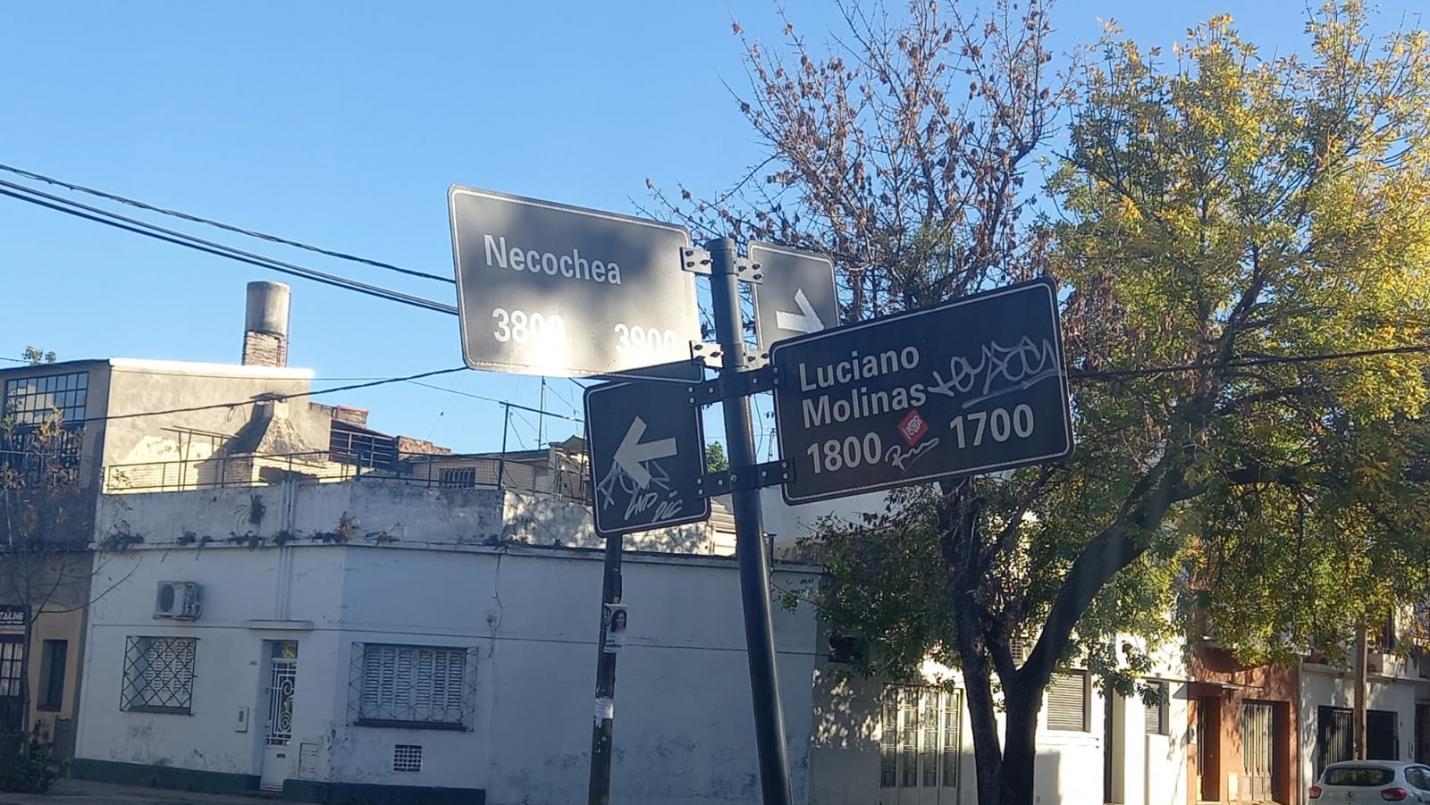 Necochea
3800 3900
Luciano
Molinas
1800 1700